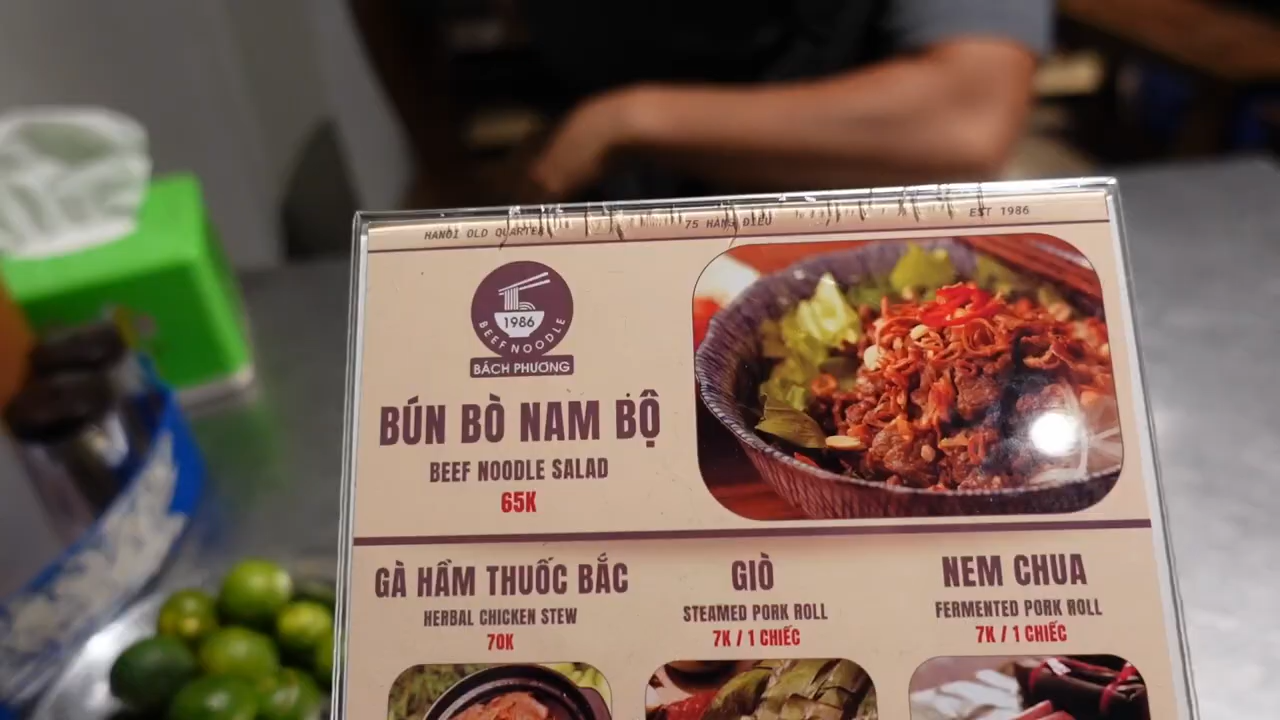 HANOI OLD QUARTER
75 HÀNG ĐIẾU
EST 1986
1986
BEEF NOODLE
BÁCH PHƯƠNG
BÚN BÒ NAM BỘ
BEEF NOODLE SALAD
65K
GÀ HẦM THUỐC BẮC
HERBAL CHICKEN STEW
70K
GIÒ
STEAMED PORK ROLL
7K / 1 CHIẾC
NEM CHUA
FERMENTED PORK ROLL
7K / 1 CHIẾC